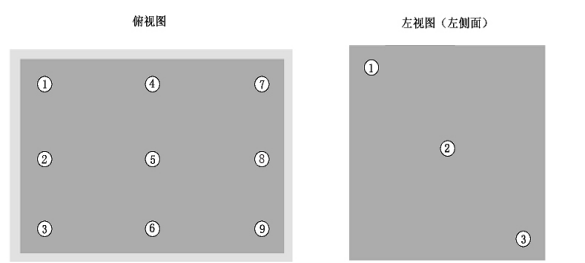 俯视图
左视图（左侧面）
① ④ ⑦
② ⑤ ⑧
③ ⑥ ⑨
①
②
③